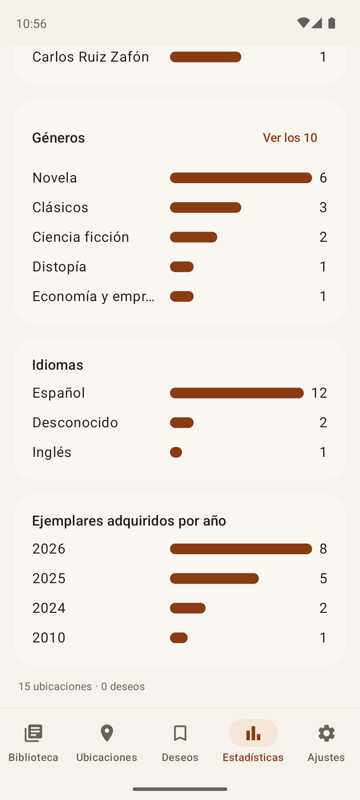 10:56
Carlos Ruiz Zafón 1
Géneros Ver los 10
Novela 6
Clásicos 3
Ciencia ficción 2
Distopía 1
Economía y empr... 1
Idiomas
Español 12
Desconocido 2
Inglés 1
Ejemplares adquiridos por año
2026 8
2025 5
2024 2
2010 1
15 ubicaciones · 0 deseos
Biblioteca Ubicaciones Deseos Estadísticas Ajustes